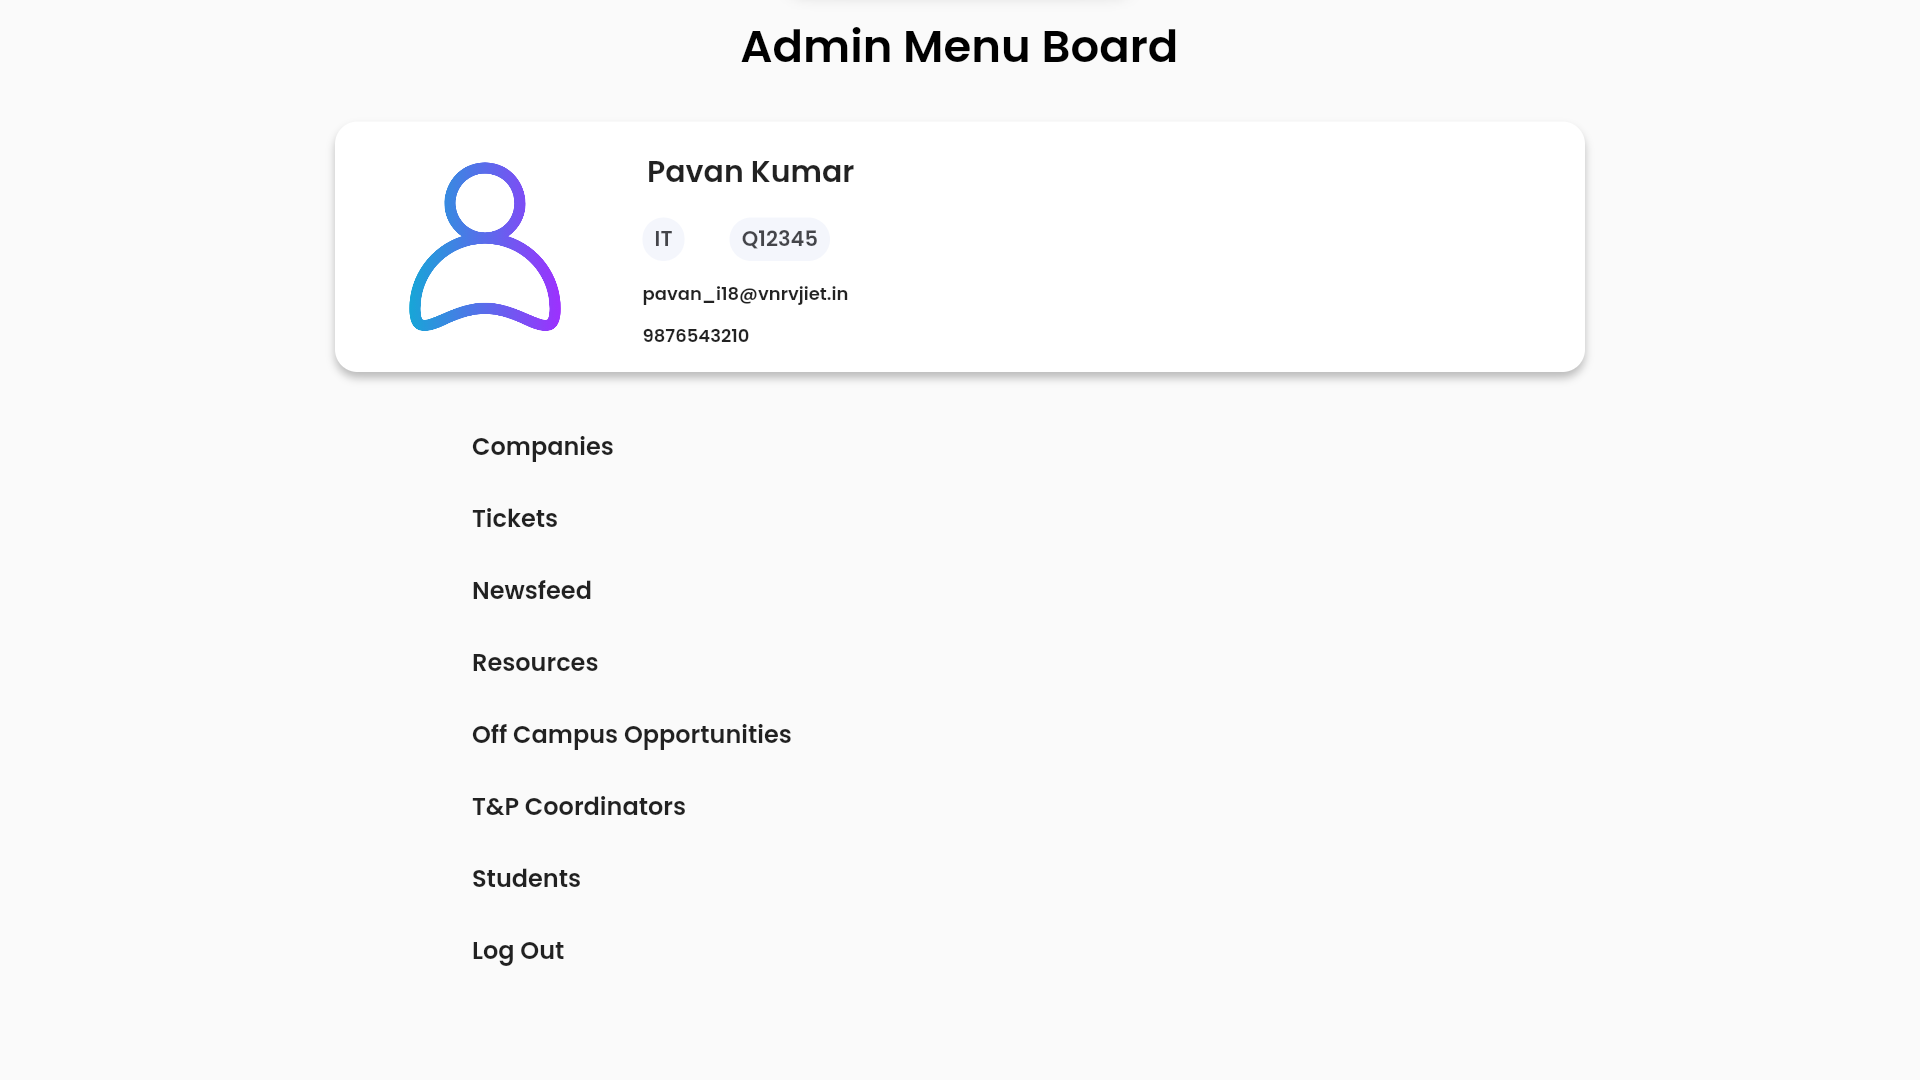 Admin Menu Board
Pavan Kumar
IT Q12345
pavan_i18@vnrvjiet.in
9876543210
Companies
Tickets
Newsfeed
Resources
Off Campus Opportunities
T&P Coordinators
Students
Log Out